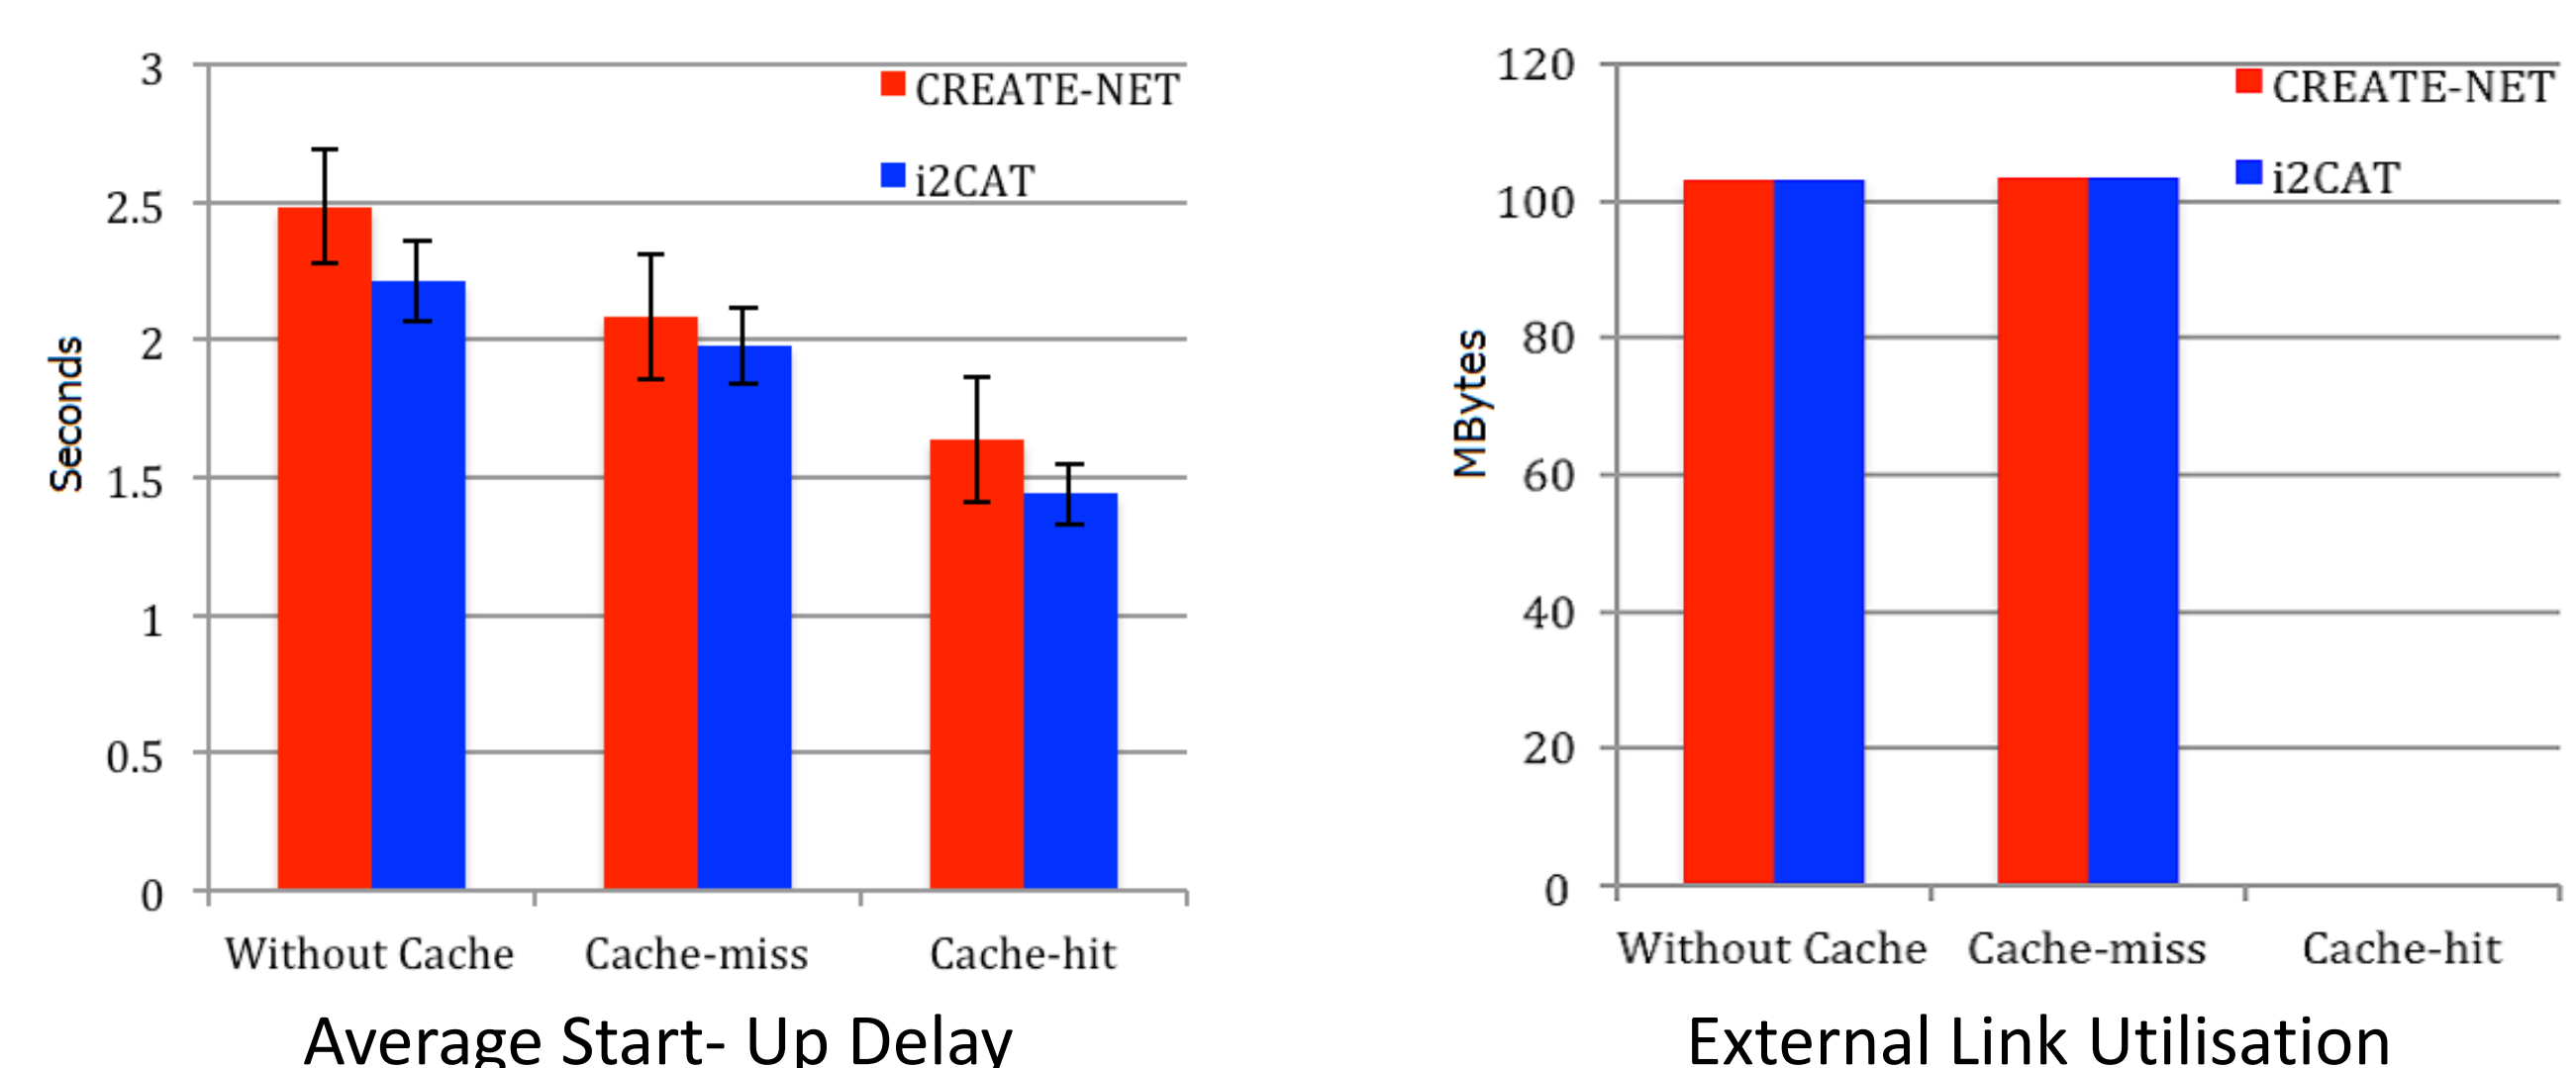 3
2.5
2
1.5
1
0.5
0
Seconds
CREATE-NET
i2CAT
Without Cache
Cache-miss
Cache-hit
Average Start- Up Delay
120
100
80
60
40
20
0
MBytes
CREATE-NET
i2CAT
Without Cache
Cache-miss
Cache-hit
External Link Utilisation